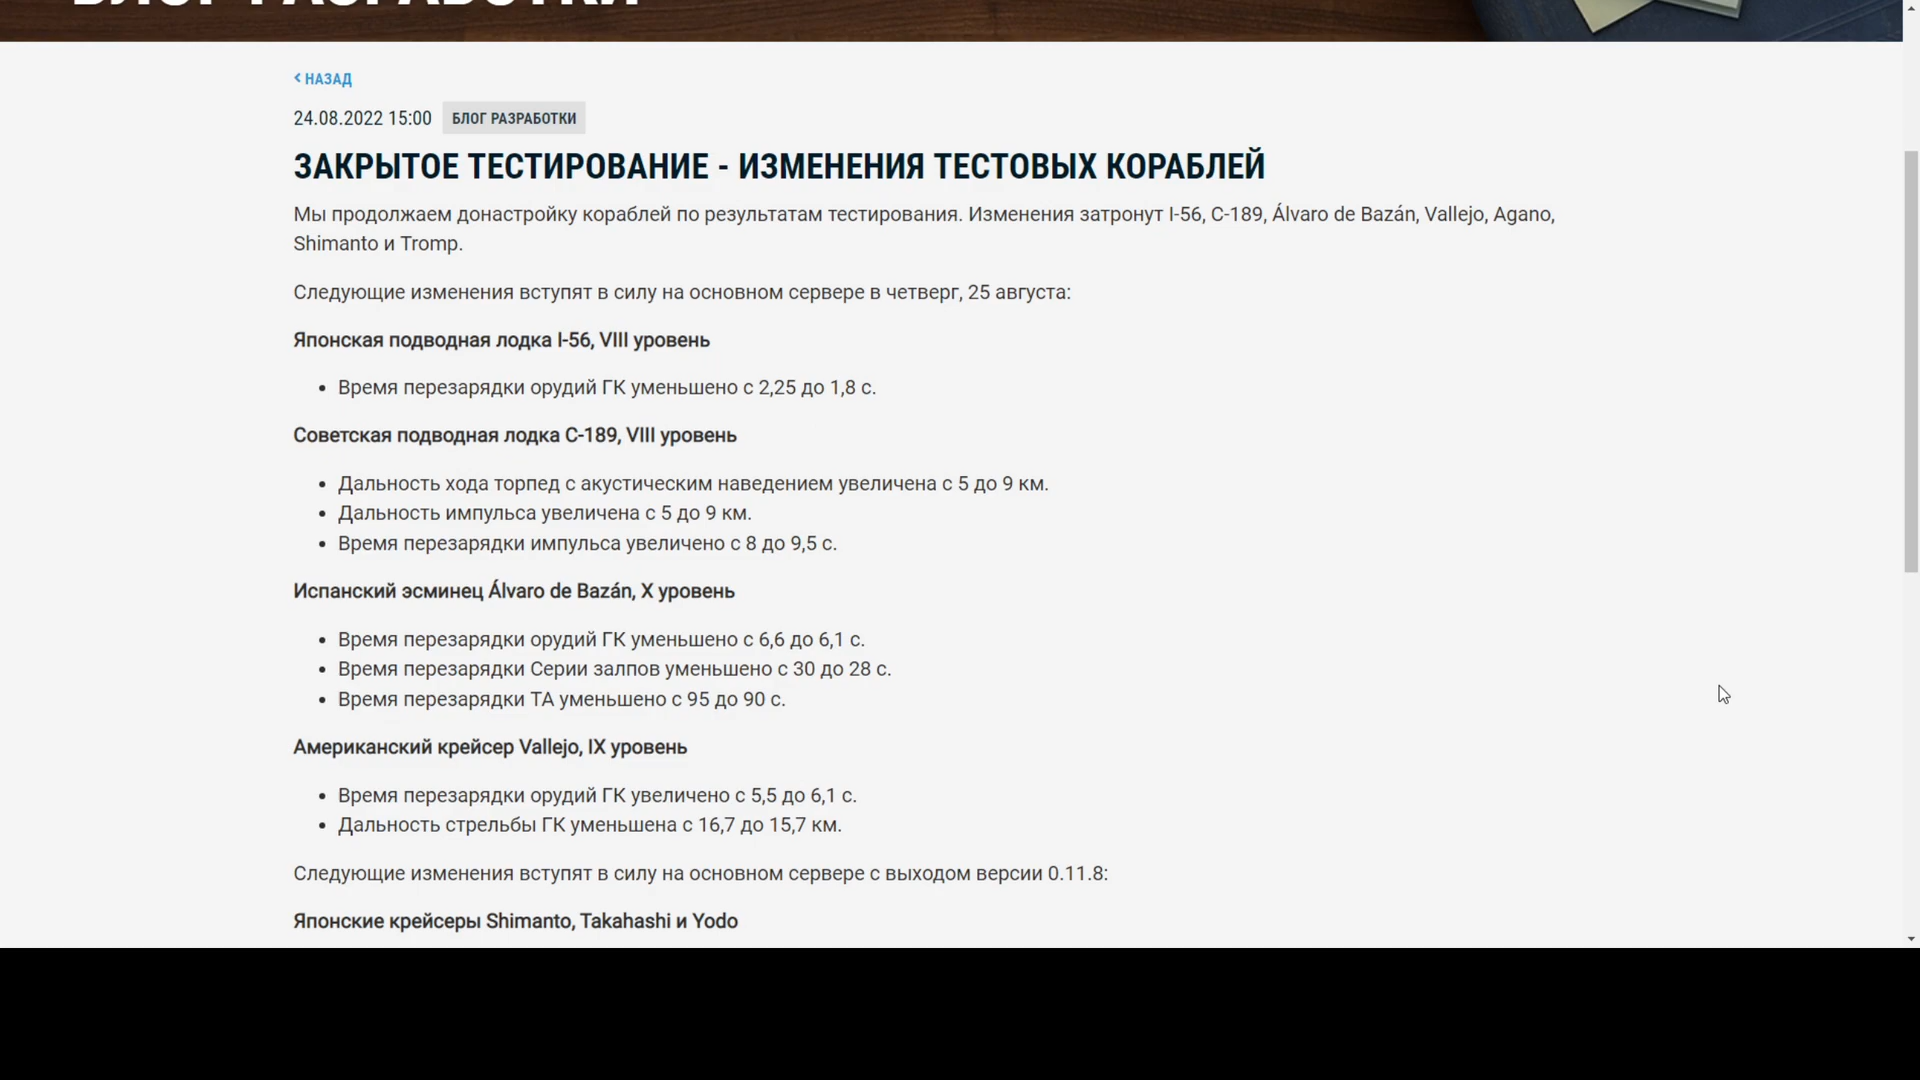 БЛОГ РАЗРАБОТКИ
НАЗАД
24.08.2022 15:00 БЛОГ РАЗРАБОТКИ
ЗАКРЫТОЕ ТЕСТИРОВАНИЕ - ИЗМЕНЕНИЯ ТЕСТОВЫХ КОРАБЛЕЙ
Мы продолжаем донастройку кораблей по результатам тестирования. Изменения затронут I-56, С-189, Álvaro de Bazán, Vallejo, Agano,
Shimanto и Tromp.
Следующие изменения вступят в силу на основном сервере в четверг, 25 августа:
Японская подводная лодка I-56, VIII уровень
• Время перезарядки орудий ГК уменьшено с 2,25 до 1,8 с.
Советская подводная лодка С-189, VIII уровень
• Дальность хода торпед с акустическим наведением увеличена с 5 до 9 км.
• Дальность импульса увеличена с 5 до 9 км.
• Время перезарядки импульса увеличено с 8 до 9,5 с.
Испанский эсминец Álvaro de Bazán, X уровень
• Время перезарядки орудий ГК уменьшено с 6,6 до 6,1 с.
• Время перезарядки Серии залпов уменьшено с 30 до 28 с.
• Время перезарядки ТА уменьшено с 95 до 90 с.
Американский крейсер Vallejo, IX уровень
• Время перезарядки орудий ГК увеличено с 5,5 до 6,1 с.
• Дальность стрельбы ГК уменьшена с 16,7 до 15,7 км.
Следующие изменения вступят в силу на основном сервере с выходом версии 0.11.8:
Японские крейсеры Shimanto, Takahashi и Yodo